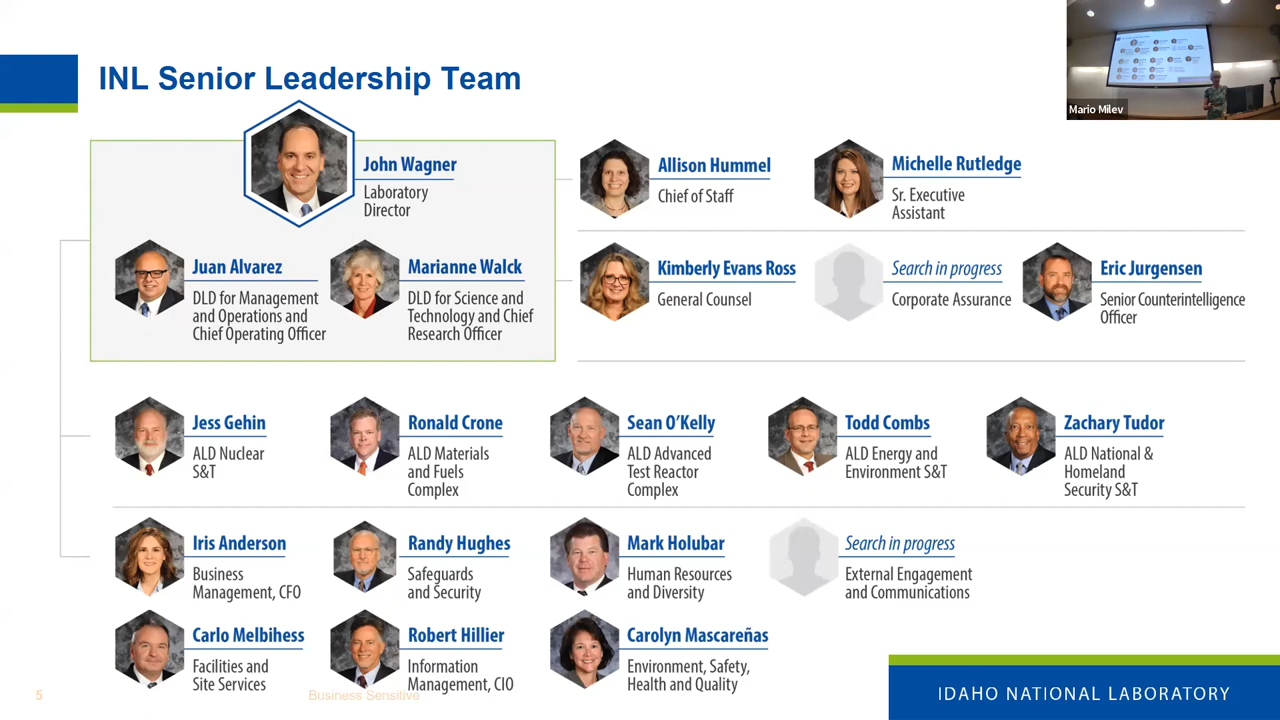 INL Senior Leadership Team
Mario Milev
John Wagner
Laboratory
Director
Allison Hummel
Chief of Staff
Michelle Rutledge
Sr. Executive
Assistant
Juan Alvarez
DLD for Management
and Operations and
Chief Operating Officer
Marianne Walck
DLD for Science and
Technology and Chief
Research Officer
Kimberly Evans Ross
General Counsel
Search in progress
Corporate Assurance
Eric Jurgensen
Senior Counterintelligence
Officer
Jess Gehin
ALD Nuclear
S&T
Ronald Crone
ALD Materials
and Fuels
Complex
Sean O'Kelly
ALD Advanced
Test Reactor
Complex
Todd Combs
ALD Energy and
Environment S&T
Zachary Tudor
ALD National &
Homeland
Security S&T
Iris Anderson
Business
Management, CFO
Randy Hughes
Safeguards
and Security
Mark Holubar
Human Resources
and Diversity
Search in progress
External Engagement
and Communications
Carlo Melbihess
Facilities and
Site Services
Robert Hillier
Information
Management, CIO
Carolyn Mascareñas
Environment, Safety,
Health and Quality
5
Business Sensitive
IDAHO NATIONAL LABORATORY